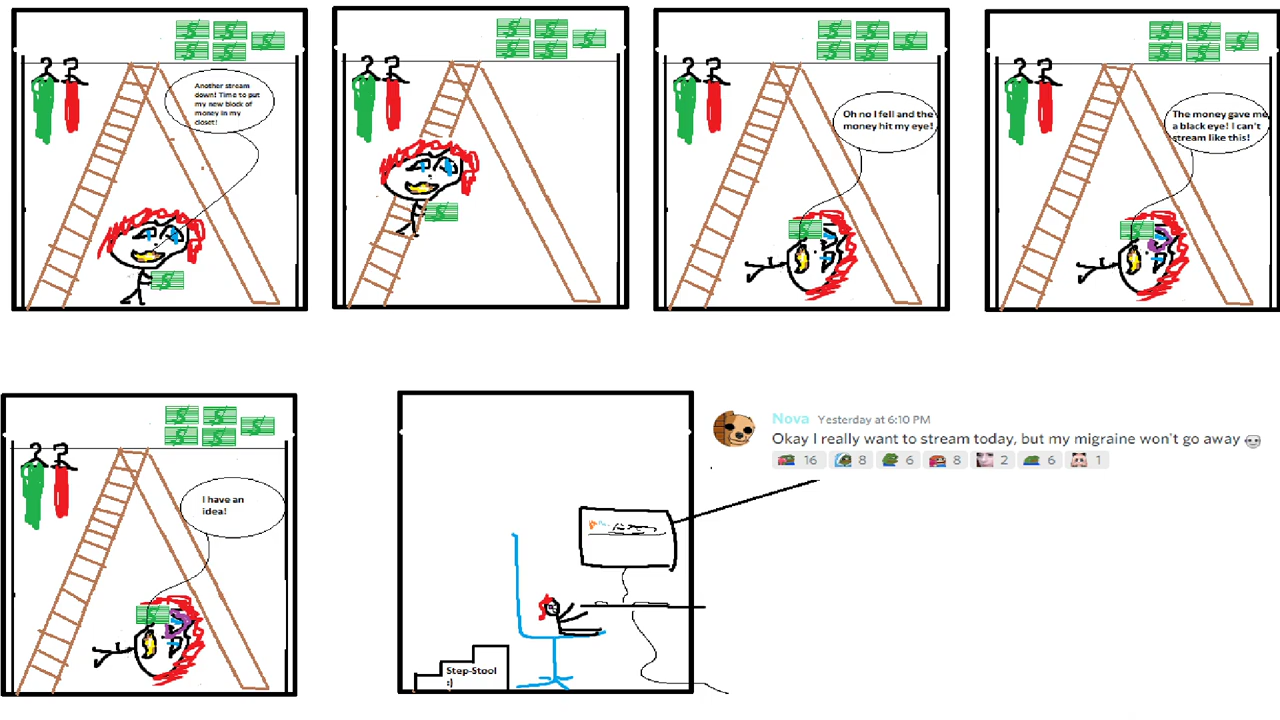 Another stream
down! Time to put
my new block of
money in my
closet!
Oh no I fell and the
money hit my eye!
The money gave me
a black eye! I can't
stream like this!
I have an
idea!
Nova Yesterday at 6:10 PM
Okay I really want to stream today, but my migraine won't go away
16 8 6 8 2 6 1
Step-Stool
:)